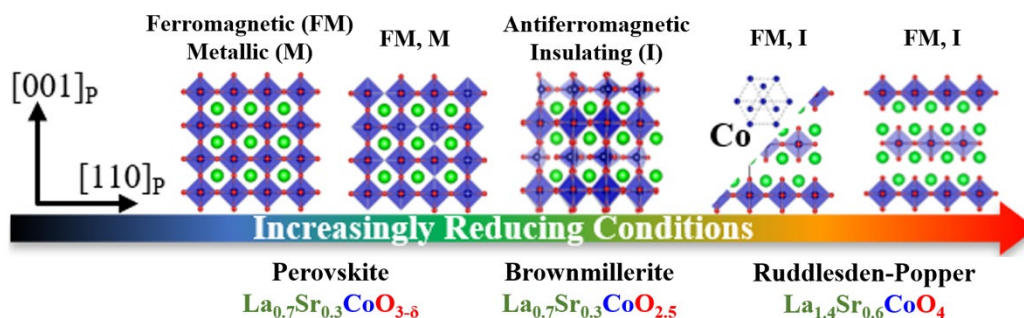 Ferromagnetic (FM)
Metallic (M)
FM, M
Antiferromagnetic
Insulating (I)
FM, I
FM, I
[001]P
[110]P
Co
Increasingly Reducing Conditions
Perovskite
La0.7Sr0.3CoO3-δ
Brownmillerite
La0.7Sr0.3CoO2.5
Ruddlesden-Popper
La1.4Sr0.6CoO4